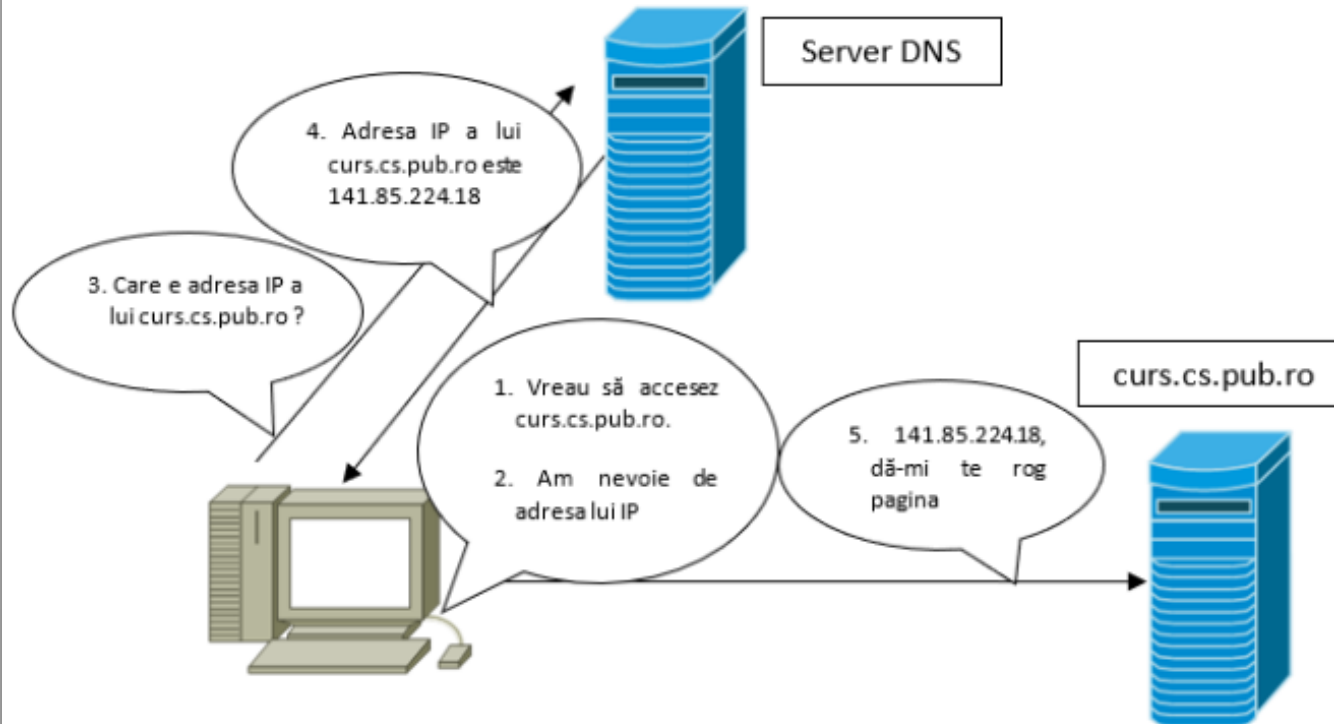 Server DNS
4. Adresa IP a lui
curs.cs.pub.ro este
141.85.224.18
3. Care e adresa IP a
lui curs.cs.pub.ro ?
1. Vreau să accesez
curs.cs.pub.ro.
2. Am nevoie de
adresa lui IP
curs.cs.pub.ro
5. 141.85.224.18,
dă-mi te rog
pagina